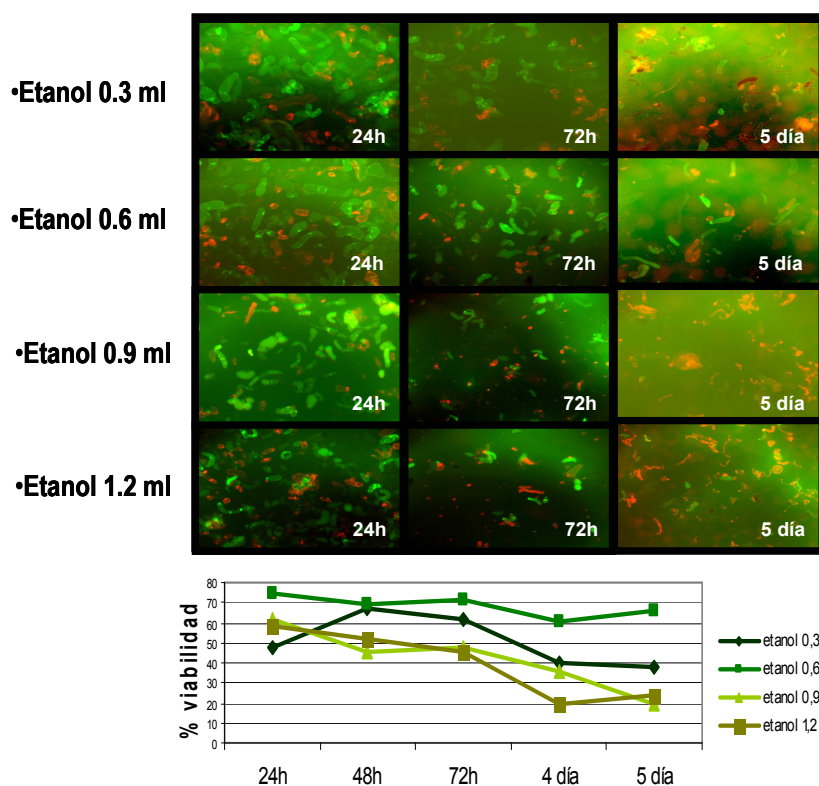 •Etanol 0.3 ml
24h
72h
5 día
•Etanol 0.6 ml
24h
72h
5 día
•Etanol 0.9 ml
24h
72h
5 día
•Etanol 1.2 ml
24h
72h
5 día
% viabilidad
80
70
60
50
40
30
20
10
0
24h 48h 72h 4 día 5 día
etanol 0,3
etanol 0,6
etanol 0,9
etanol 1,2